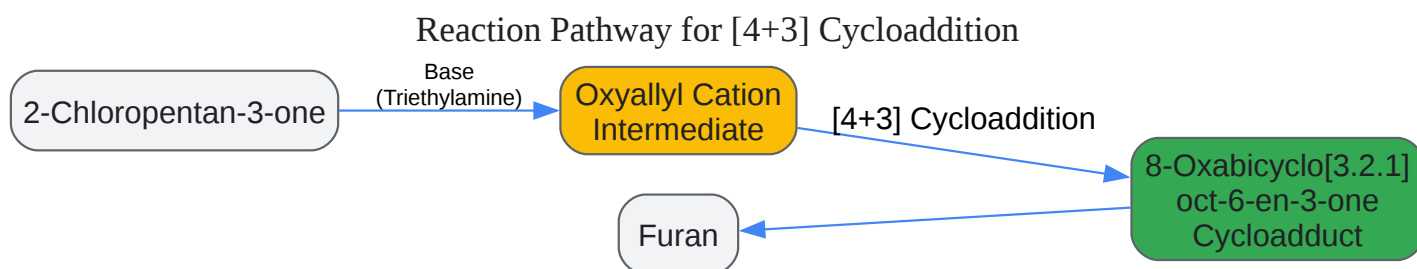 Reaction Pathway for [4+3] Cycloaddition
2-Chloropentan-3-one
Base
(Triethylamine)
Oxyallyl Cation
Intermediate
[4+3] Cycloaddition
8-Oxabicyclo[3.2.1]
oct-6-en-3-one
Cycloadduct
Furan